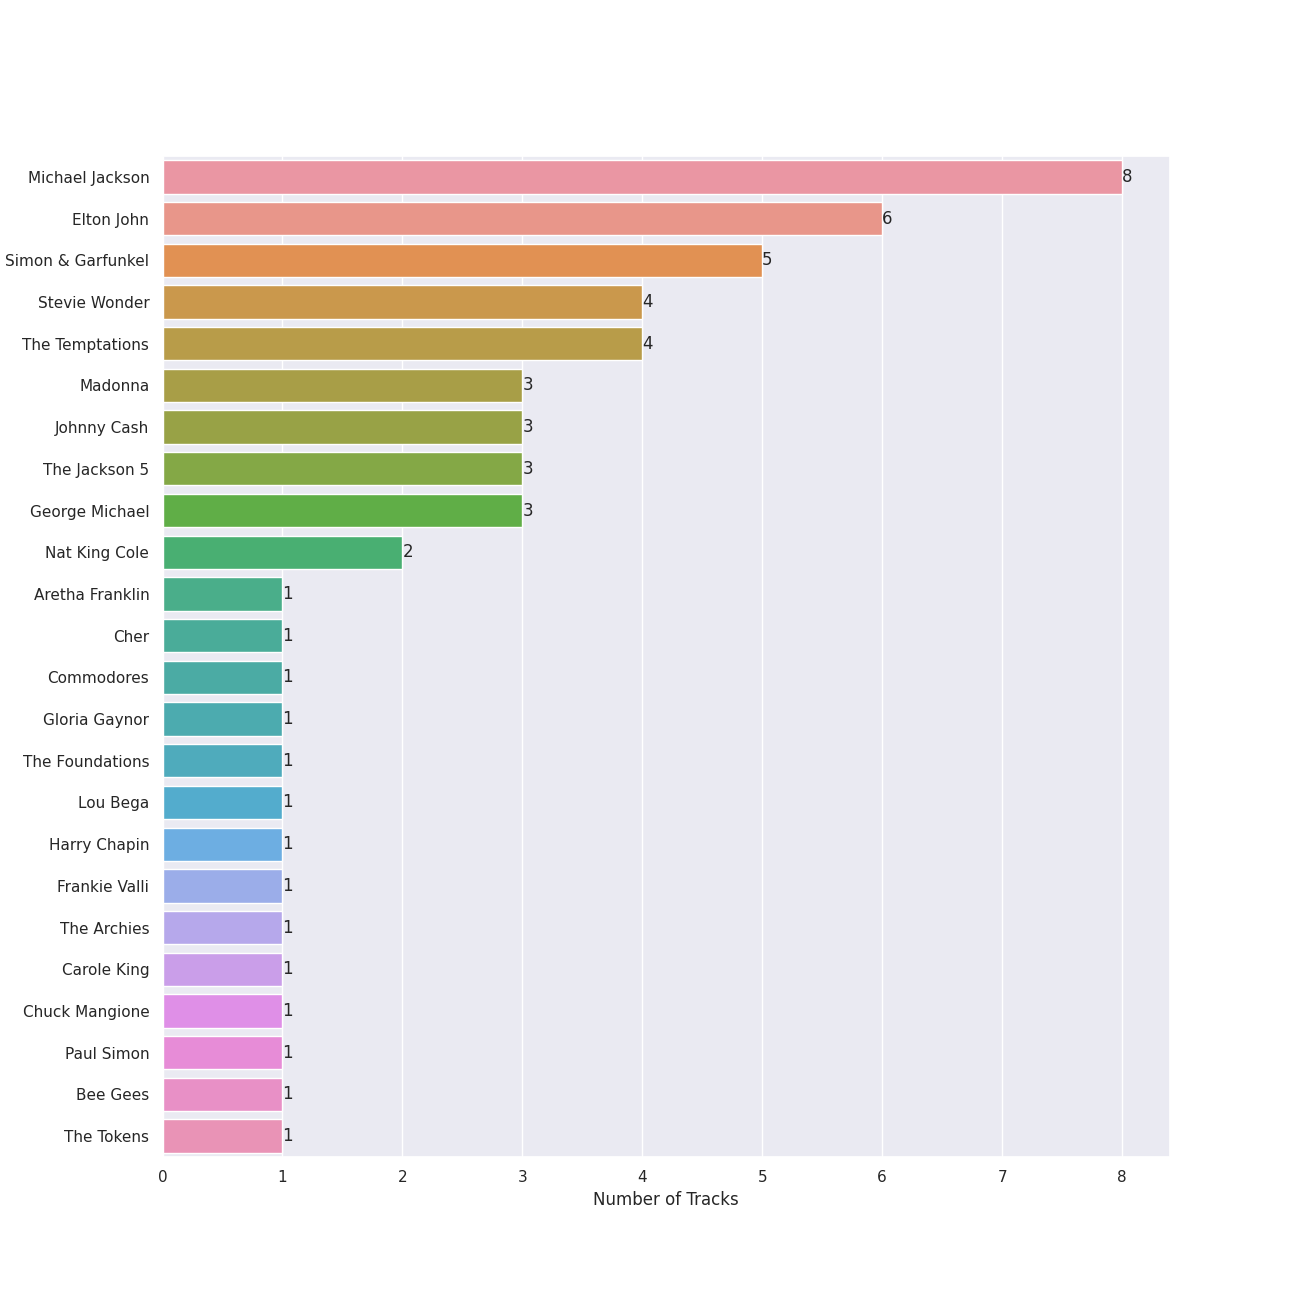 Michael Jackson 8
Elton John 6
Simon & Garfunkel 5
Stevie Wonder 4
The Temptations 4
Madonna 3
Johnny Cash 3
The Jackson 5 3
George Michael 3
Nat King Cole 2
Aretha Franklin 1
Cher 1
Commodores 1
Gloria Gaynor 1
The Foundations 1
Lou Bega 1
Harry Chapin 1
Frankie Valli 1
The Archies 1
Carole King 1
Chuck Mangione 1
Paul Simon 1
Bee Gees 1
The Tokens 1
0 1 2 3 4 5 6 7 8
Number of Tracks